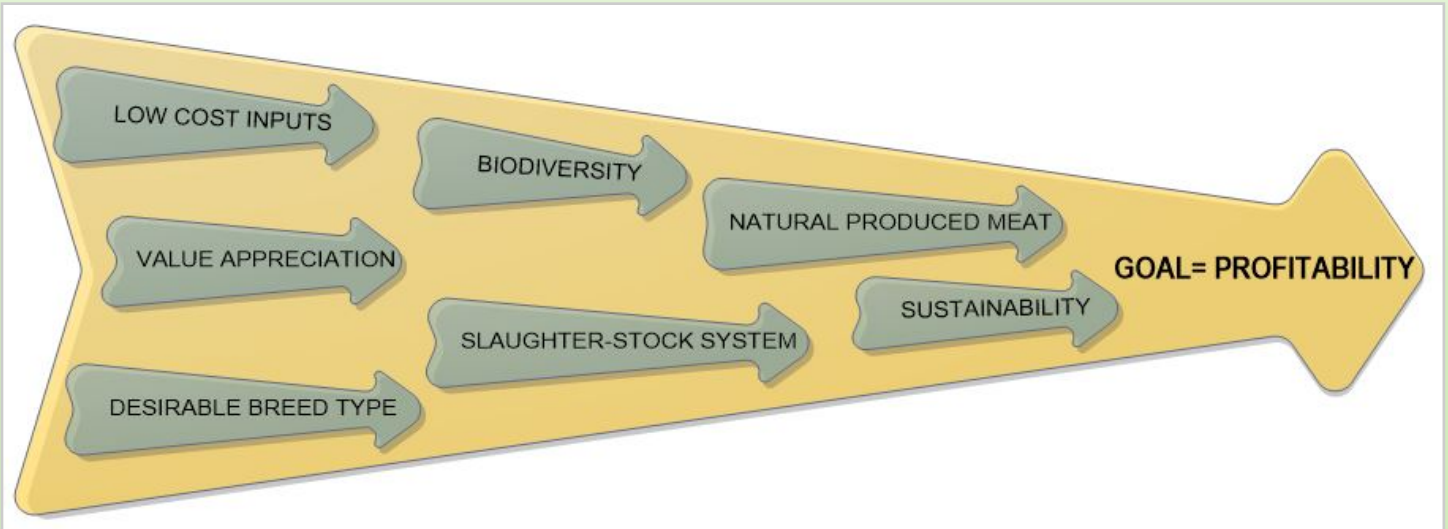 LOW COST INPUTS
BIODIVERSITY
NATURAL PRODUCED MEAT
VALUE APPRECIATION
GOAL= PROFITABILITY
SUSTAINABILITY
SLAUGHTER-STOCK SYSTEM
DESIRABLE BREED TYPE